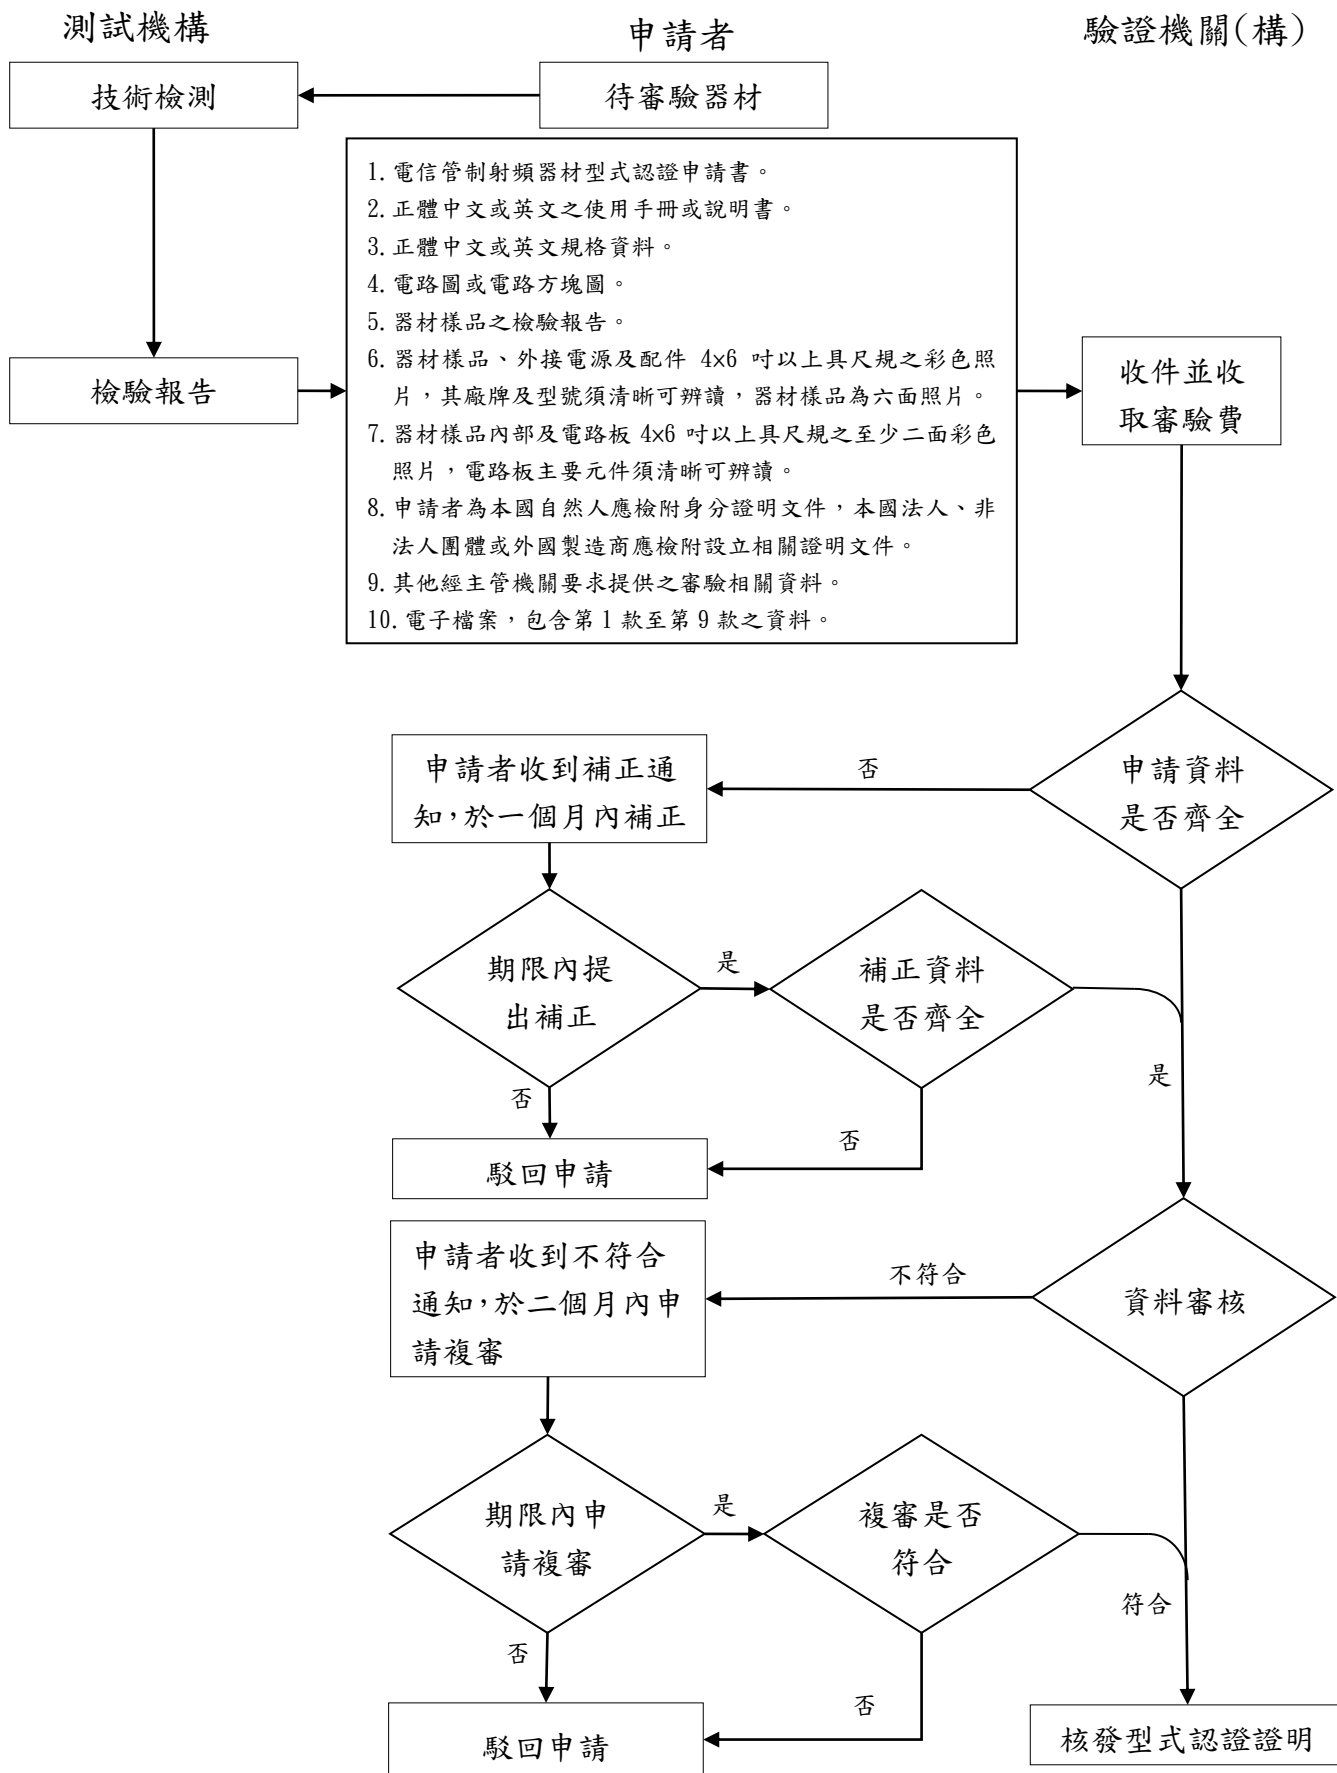 測試機構
申請者
驗證機關(構)
技術檢測
待審驗器材
1.電信管制射頻器材型式認證申請書。
2.正體中文或英文之使用手冊或說明書。
3.正體中文或英文規格資料。
4.電路圖或電路方塊圖。
5.器材樣品之檢驗報告。
6.器材樣品、外接電源及配件 4×6 吋以上具尺規之彩色照
片，其廠牌及型號須清晰可辨讀，器材樣品為六面照片。
7.器材樣品內部及電路板 4×6 吋以上具尺規之至少二面彩色
照片，電路板主要元件須清晰可辨讀。
8.申請者為本國自然人應檢附身分證明文件，本國法人、非
法人團體或外國製造商應檢附設立相關證明文件。
9.其他經主管機關要求提供之審驗相關資料。
10.電子檔案，包含第 1 款至第 9 款之資料。
檢驗報告
收件並收
取審驗費
申請資料
是否齊全
否
申請者收到補正通
知，於一個月內補正
期限內提
出補正
是
補正資料
是否齊全
是
否
否
駁回申請
資料審核
不符合
申請者收到不符合
通知，於二個月內申
請複審
期限內申
請複審
是
複審是否
符合
符合
否
否
駁回申請
核發型式認證證明